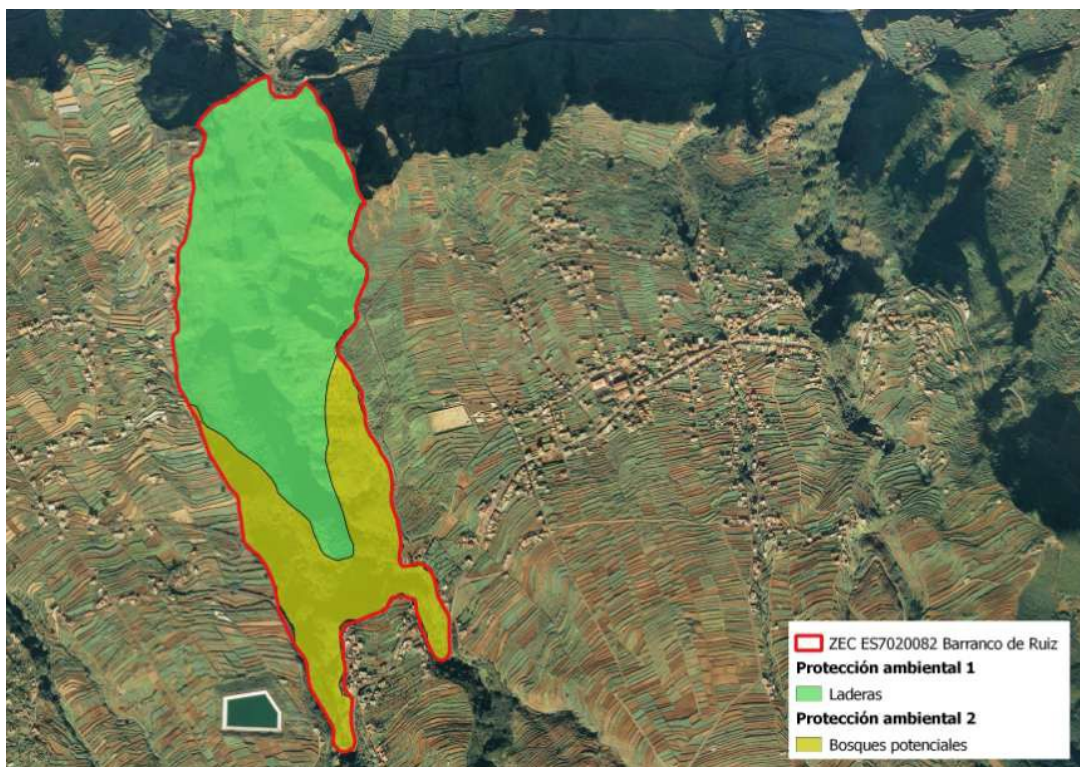 ZEC ES7020082 Barranco de Ruiz
Protección ambiental 1
Laderas
Protección ambiental 2
Bosques potenciales